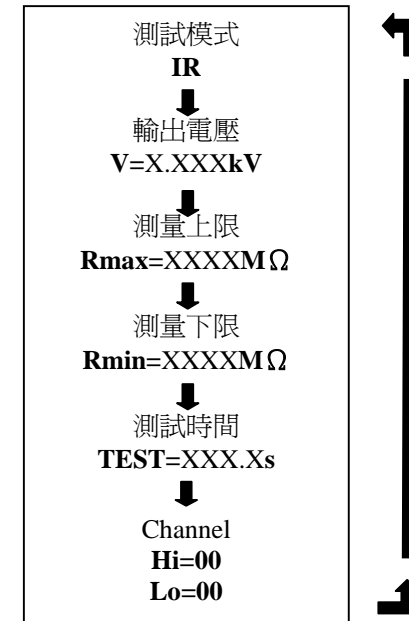 測試模式
IR
輸出電壓
V=X.XXXkV
測量上限
Rmax=XXXXMΩ
測量下限
Rmin=XXXXMΩ
測試時間
TEST=XXX.Xs
Channel
Hi=00
Lo=00